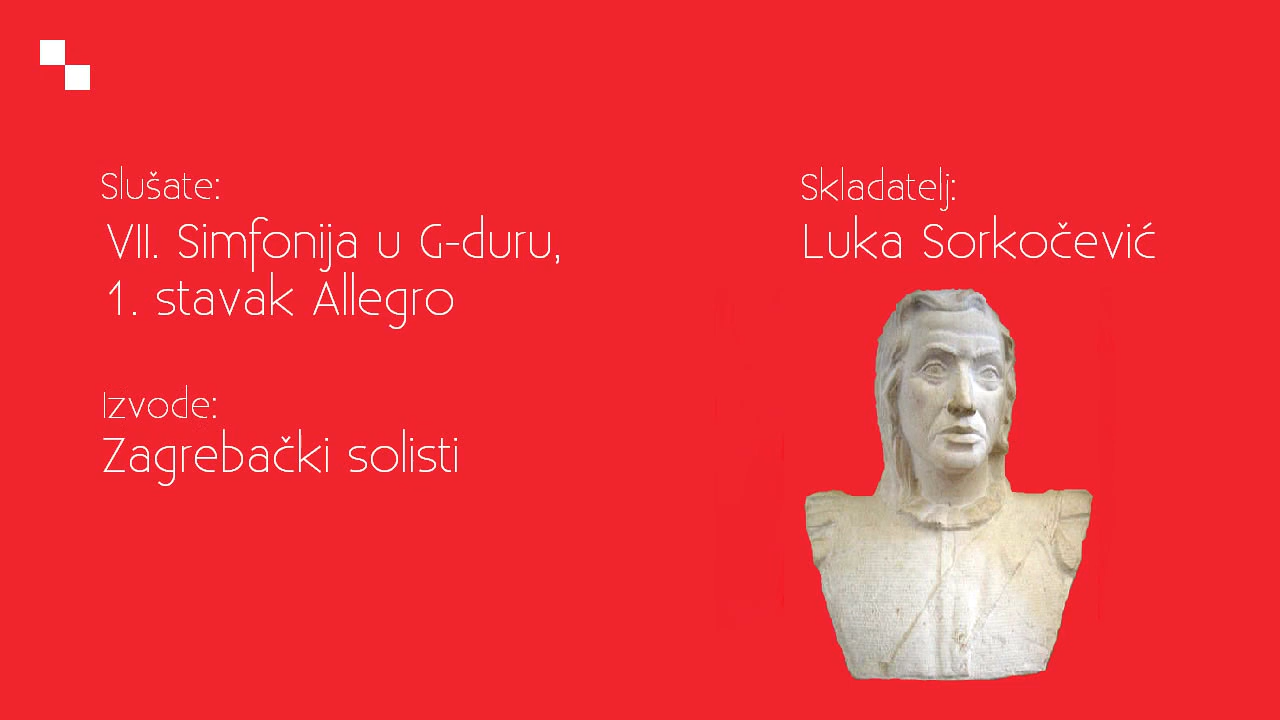 Slušate:
VII. Simfonija u G-duru,
1. stavak Allegro
Izvode:
Zagrebački solisti
Skladatelj:
Luka Sorkočević